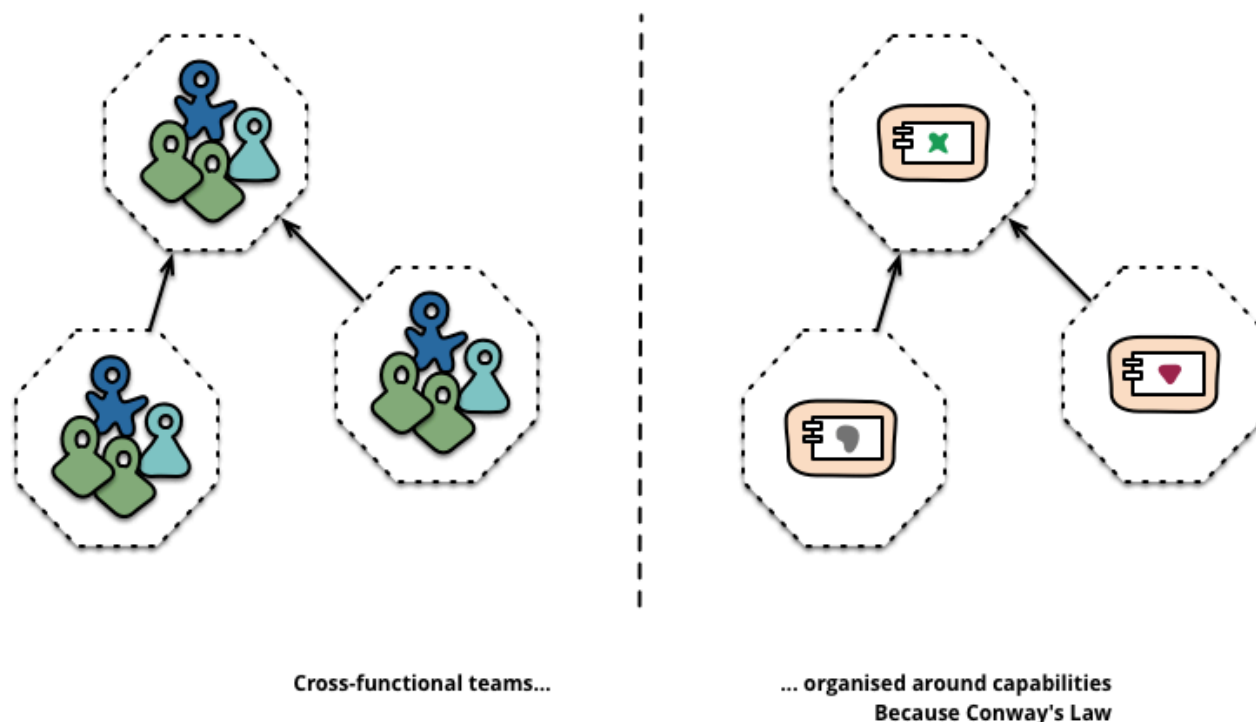 Cross-functional teams...
... organised around capabilities
Because Conway's Law